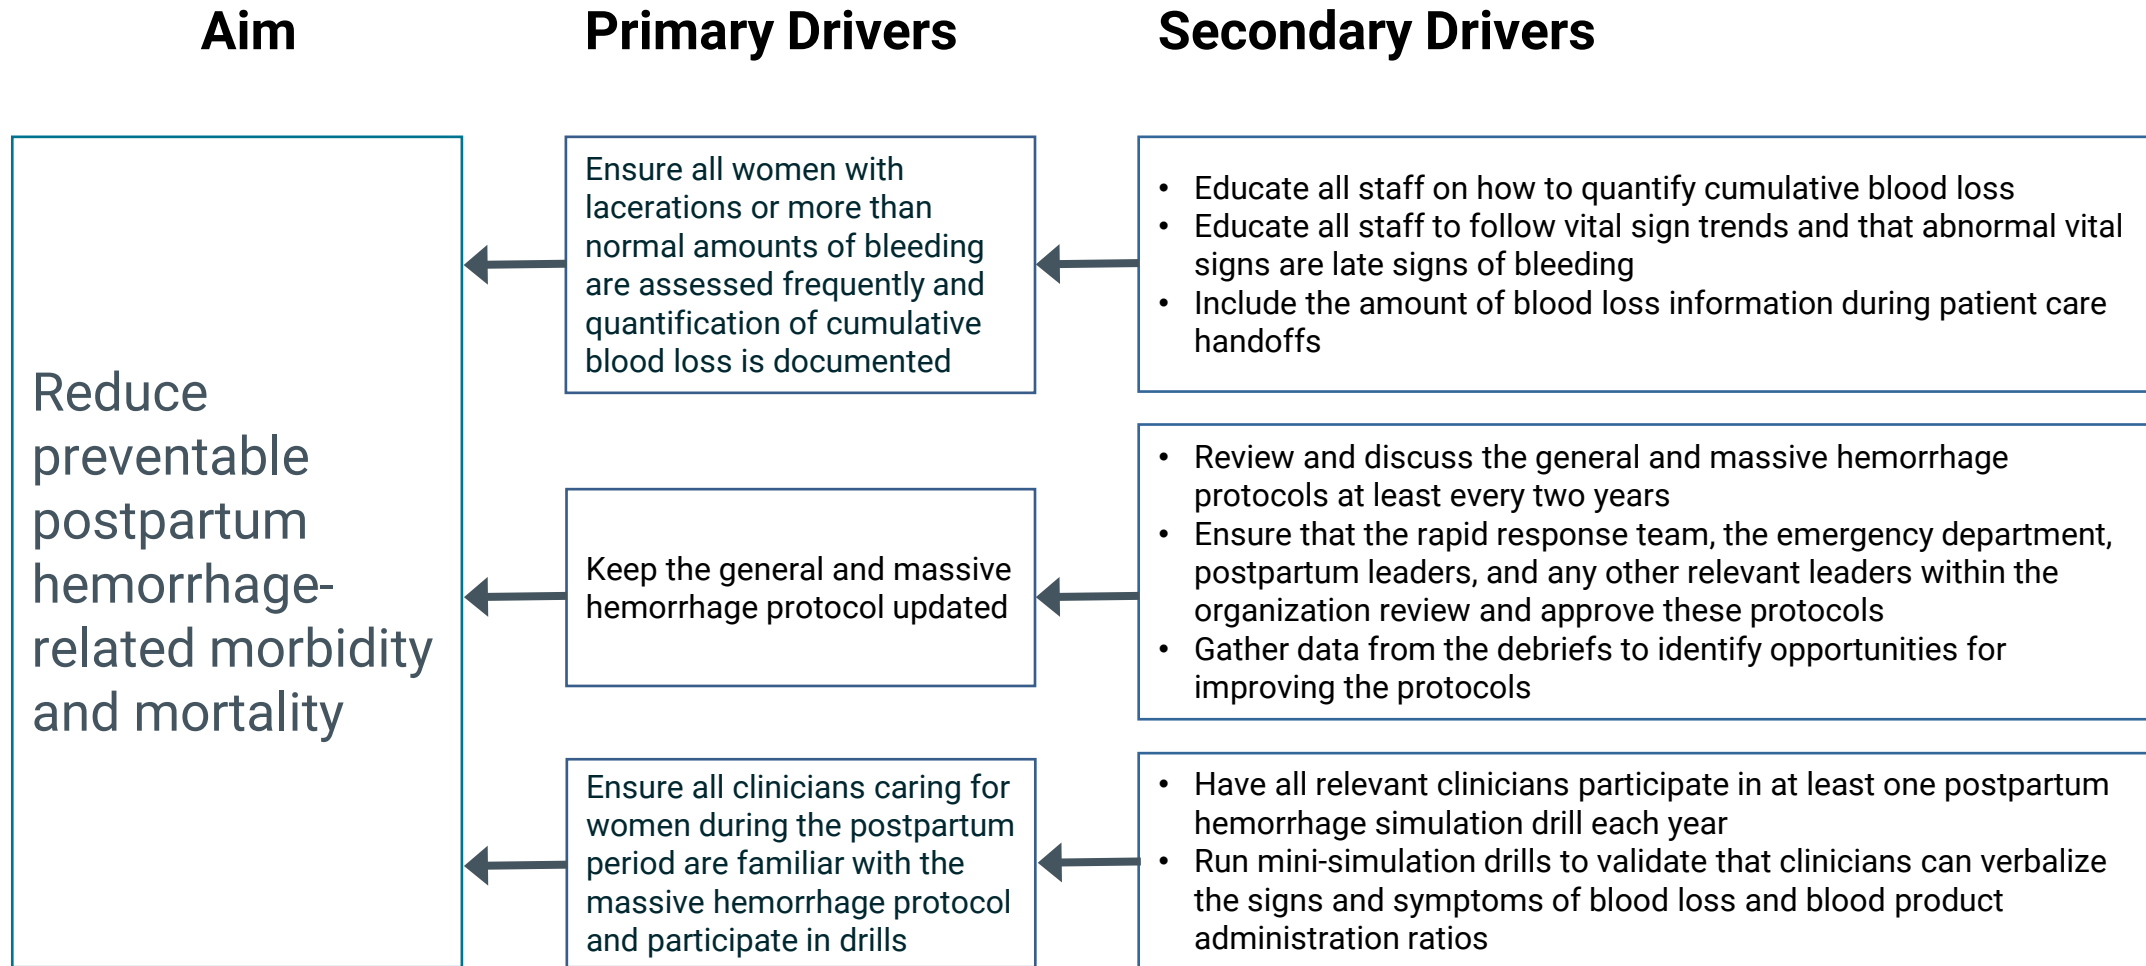 Aim
Primary Drivers
Secondary Drivers
Reduce
preventable
postpartum
hemorrhage-
related morbidity
and mortality
Ensure all women with
lacerations or more than
normal amounts of bleeding
are assessed frequently and
quantification of cumulative
blood loss is documented
• Educate all staff on how to quantify cumulative blood loss
• Educate all staff to follow vital sign trends and that abnormal vital
signs are late signs of bleeding
• Include the amount of blood loss information during patient care
handoffs
Keep the general and massive
hemorrhage protocol updated
• Review and discuss the general and massive hemorrhage
protocols at least every two years
• Ensure that the rapid response team, the emergency department,
postpartum leaders, and any other relevant leaders within the
organization review and approve these protocols
• Gather data from the debriefs to identify opportunities for
improving the protocols
Ensure all clinicians caring for
women during the postpartum
period are familiar with the
massive hemorrhage protocol
and participate in drills
• Have all relevant clinicians participate in at least one postpartum
hemorrhage simulation drill each year
• Run mini-simulation drills to validate that clinicians can verbalize
the signs and symptoms of blood loss and blood product
administration ratios